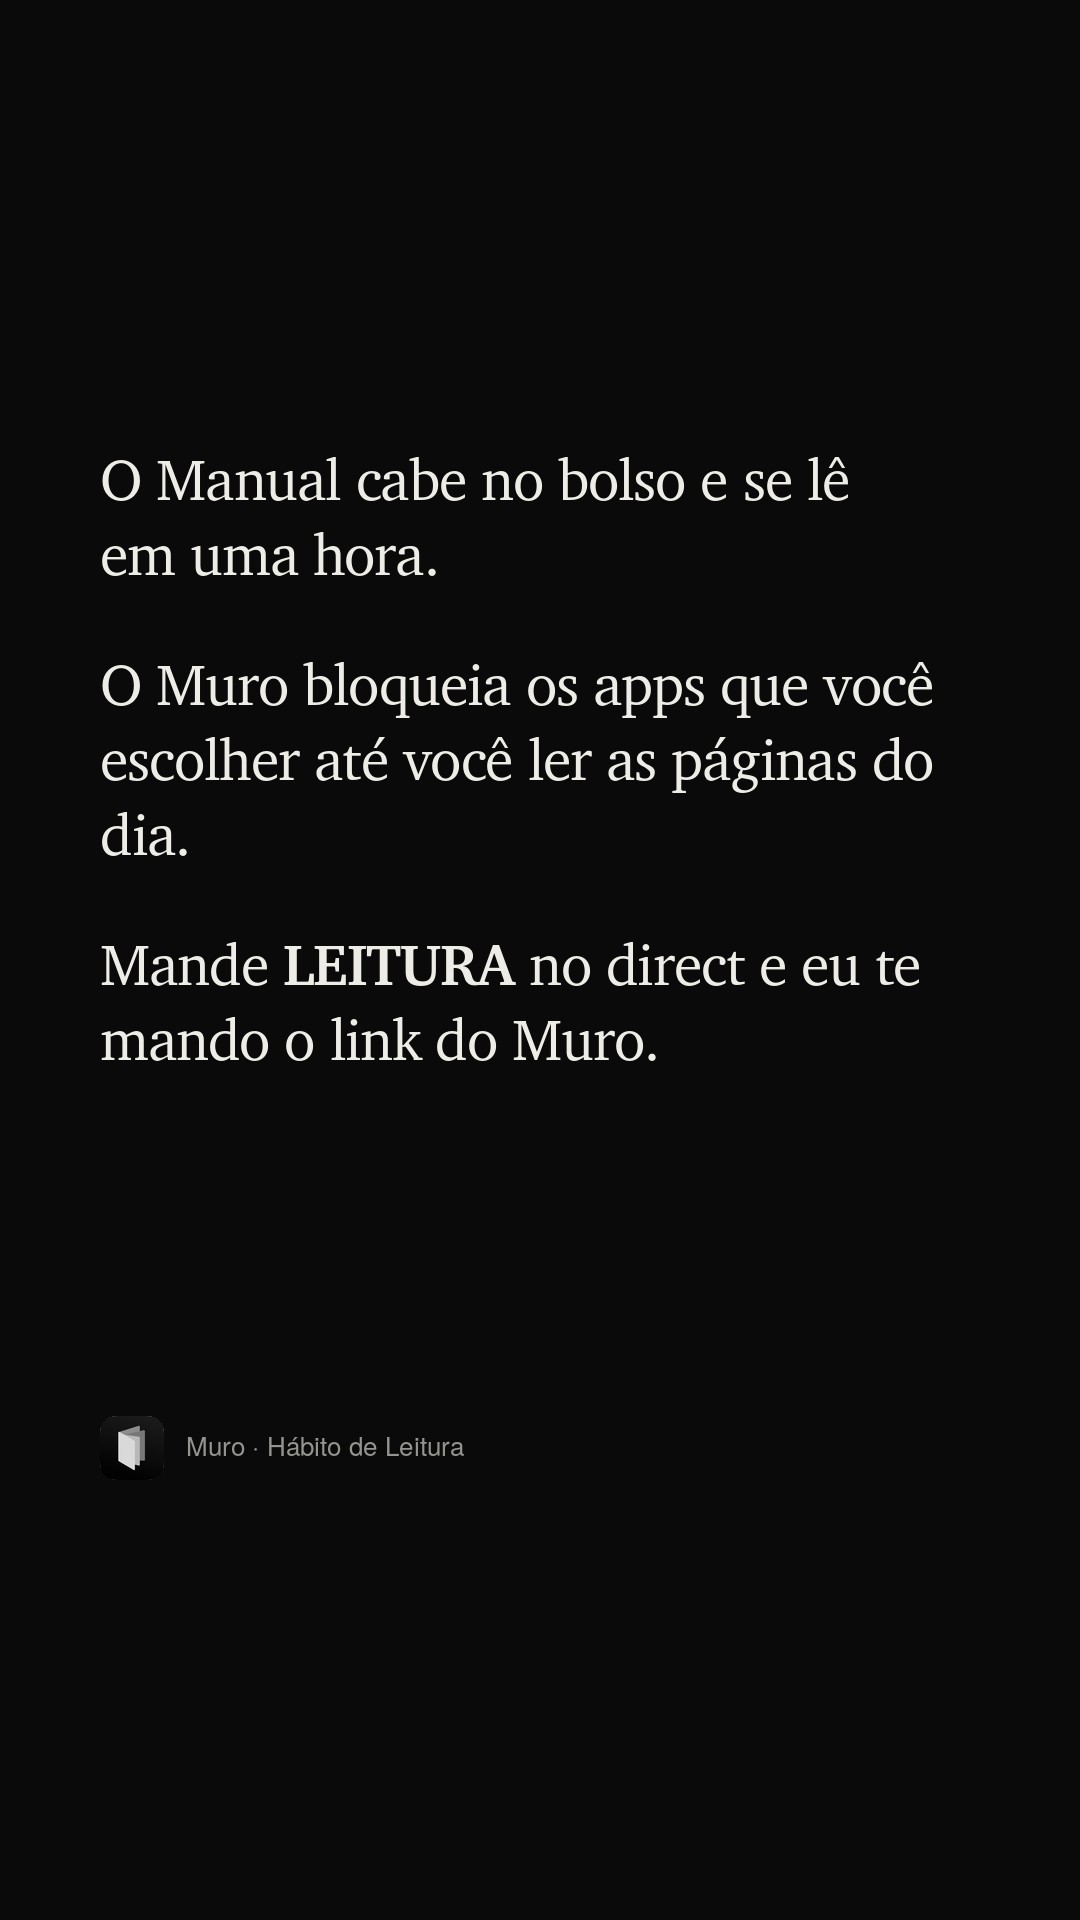 O Manual cabe no bolso e se lê
em uma hora.
O Muro bloqueia os apps que você
escolher até você ler as páginas do
dia.
Mande LEITURA no direct e eu te
mando o link do Muro.
Muro · Hábito de Leitura